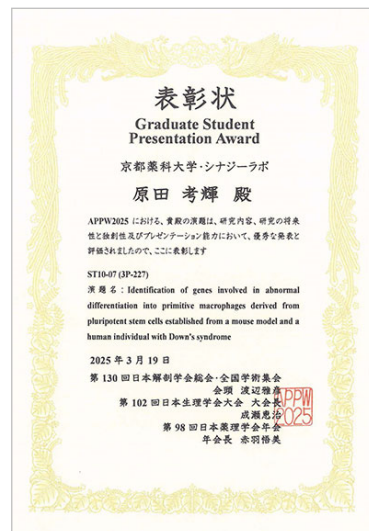 表彰状
Graduate Student
Presentation Award
京都薬科大学・シナジーラボ
原田 考輝 殿
APPW2025 における、貴殿の演題は、研究内容、研究の将来
性と独創性及びプレゼンテーション能力において、優秀な発表と
評価されましたので、ここに表彰します
ST10-07 (3P-227)
演題名：Identification of genes involved in abnormal
differentiation into primitive macrophages derived from
pluripotent stem cells established from a mouse model and a
human individual with Down's syndrome
2025 年 3 月 19 日
第 130 回日本解剖学会総会・全国学術集会
会頭 渡辺雅彦
第 102 回日本生理学会大会 大会長
成瀬恵治
第 98 回日本薬理学会年会
年会長 赤羽悟美
APPW
2025